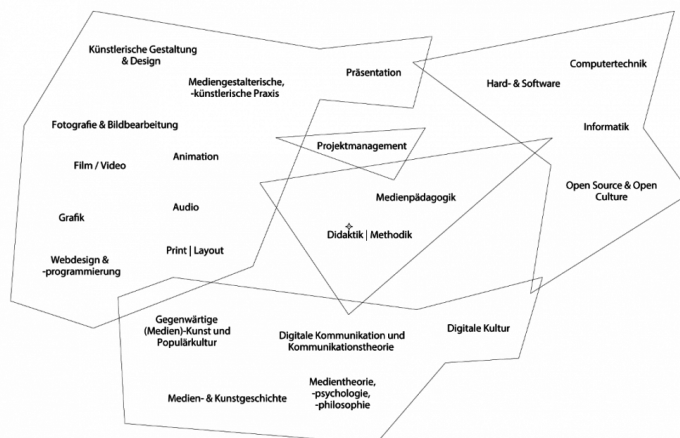 Künstlerische Gestaltung
& Design
Mediengestalterische,
-künstlerische Praxis
Präsentation
Fotografie & Bildbearbeitung
Film / Video
Animation
Grafik
Audio
Webdesign &
-programmierung
Print | Layout
Projektmanagement
Medienpädagogik
Didaktik | Methodik
Computertechnik
Hard- & Software
Informatik
Open Source & Open
Culture
Gegenwärtige
(Medien)-Kunst und
Populärkultur
Digitale Kommunikation und
Kommunikationstheorie
Digitale Kultur
Medien- & Kunstgeschichte
Medientheorie,
-psychologie,
-philosophie